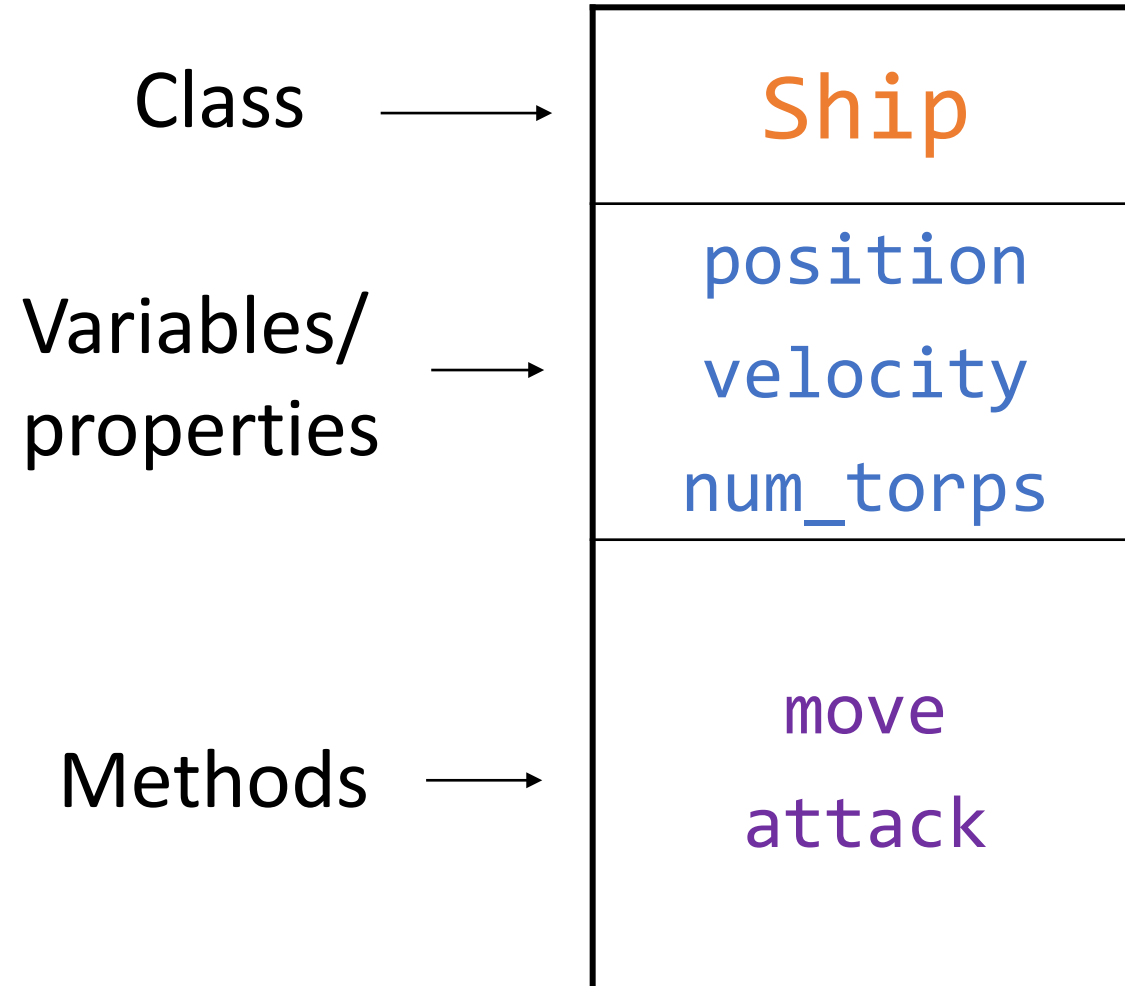 Class
Ship
Variables/
properties
position
velocity
num_torps
Methods
move
attack